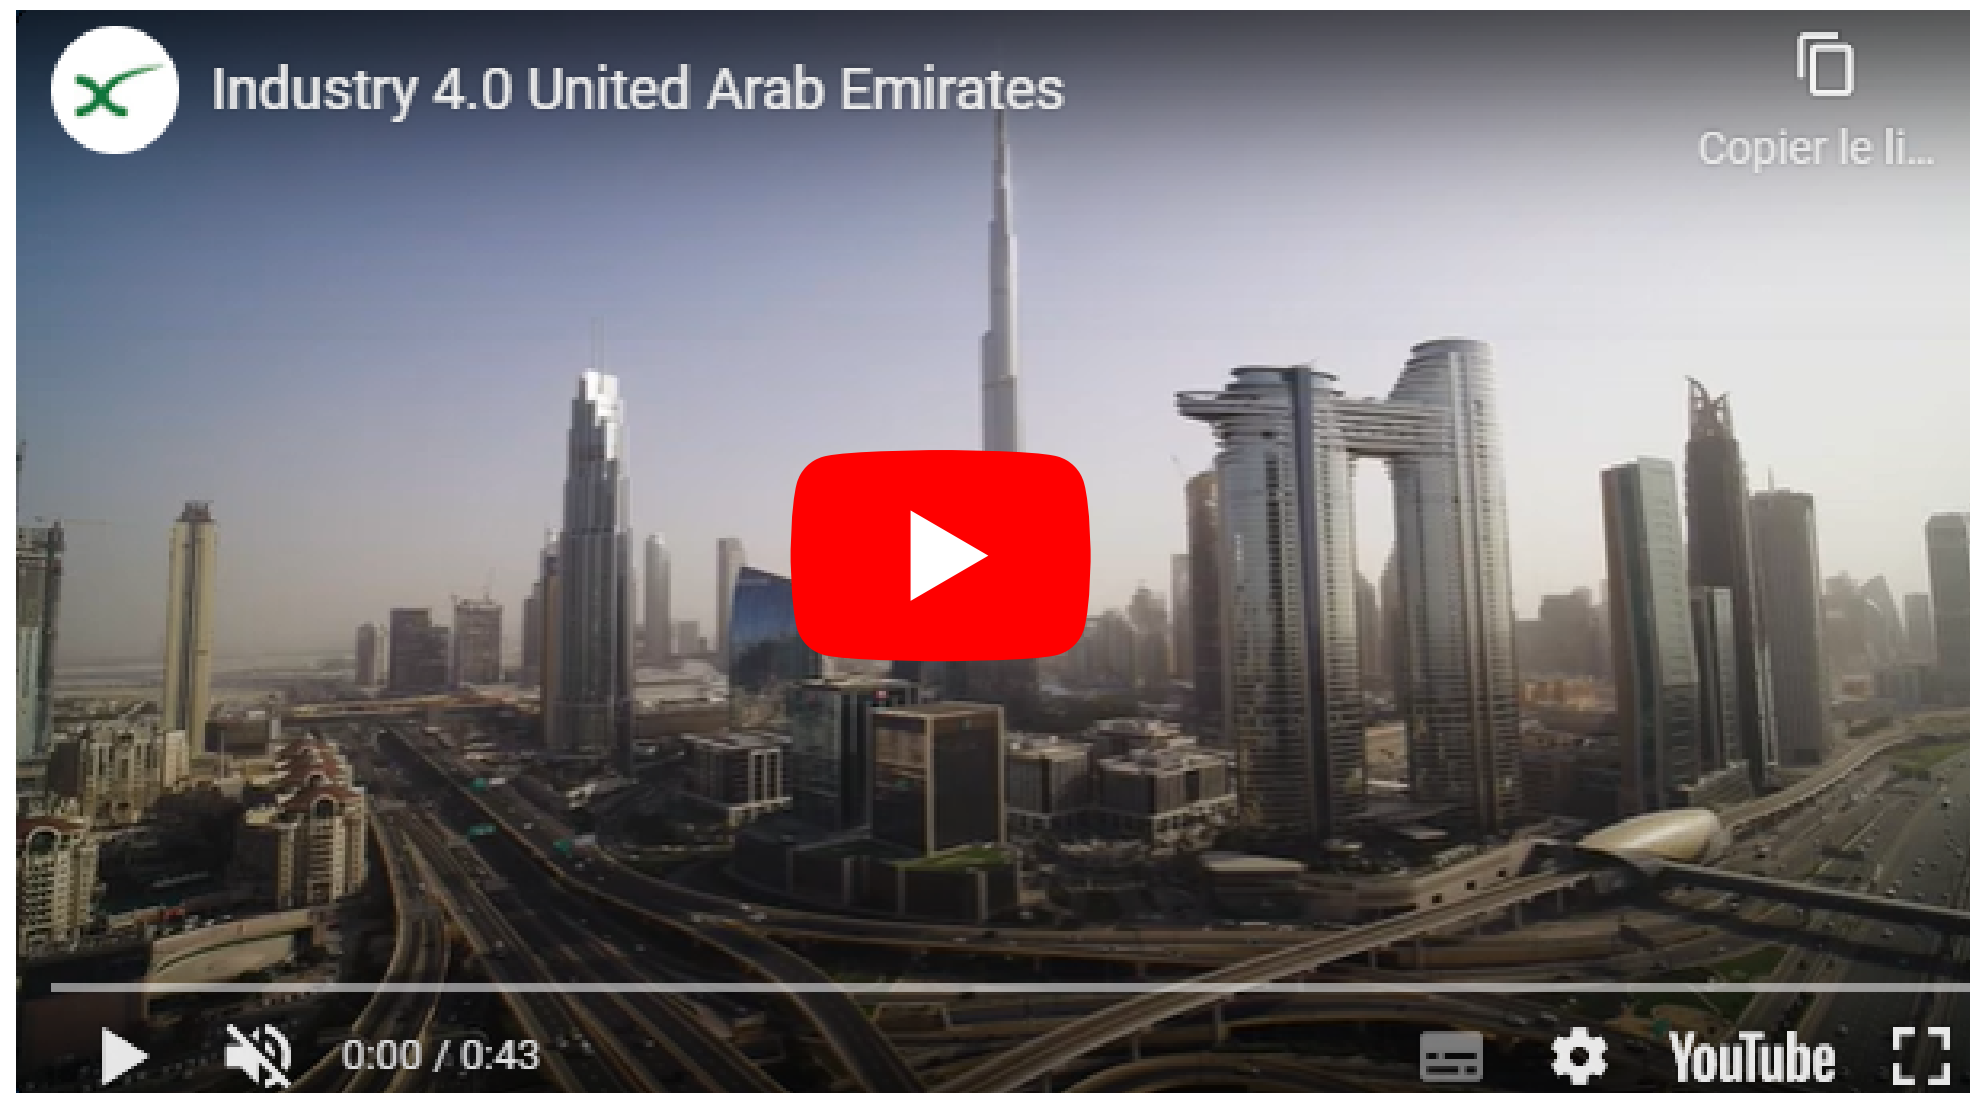 Industry 4.0 United Arab Emirates
Copier le li...
0:00 / 0:43
YouTube